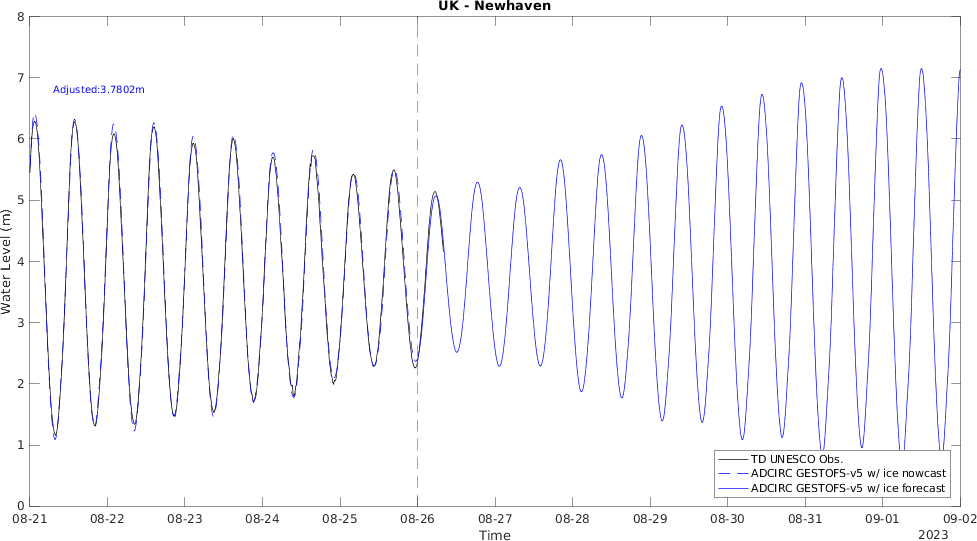 UK - Newhaven
8
7
6
5
4
3
2
1
0
Water Level (m)
Adjusted:3.7802m
TD UNESCO Obs.
ADCIRC GESTOFS-v5 w/ ice nowcast
ADCIRC GESTOFS-v5 w/ ice forecast
08-21 08-22 08-23 08-24 08-25 08-26 08-27 08-28 08-29 08-30 08-31 09-01 09-02
Time
2023